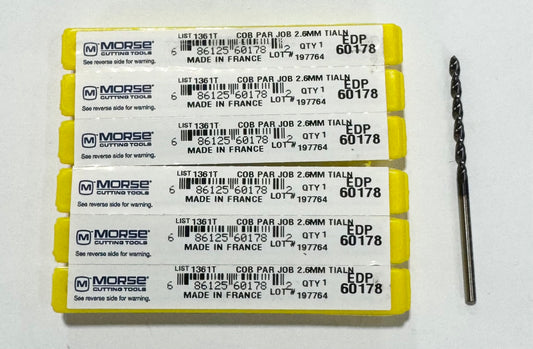 M MORSE CUTTING TOOLS
See reverse side for warning.
LIST 1361T COB PAR JOB 2.6MM TIALN
6 86125 60178 2 QTY 1 EDP 60178
MADE IN FRANCE LOT # 197764
M MORSE CUTTING TOOLS
See reverse side for warning.
LIST 1361T COB PAR JOB 2.6MM TIALN
6 86125 60178 2 QTY 1 EDP 60178
MADE IN FRANCE LOT # 197764
M MORSE CUTTING TOOLS
See reverse side for warning.
LIST 1361T COB PAR JOB 2.6MM TIALN
6 86125 60178 2 QTY 1 EDP 60178
MADE IN FRANCE LOT # 197764
M MORSE CUTTING TOOLS
See reverse side for warning.
LIST 1361T COB PAR JOB 2.6MM TIALN
6 86125 60178 2 QTY 1 EDP 60178
MADE IN FRANCE LOT # 197764
M MORSE CUTTING TOOLS
See reverse side for warning.
LIST 1361T COB PAR JOB 2.6MM TIALN
6 86125 60178 2 QTY 1 EDP 60178
MADE IN FRANCE LOT # 197764
M MORSE CUTTING TOOLS
See reverse side for warning.
LIST 1361T COB PAR JOB 2.6MM TIALN
6 86125 60178 2 QTY 1 EDP 60178
MADE IN FRANCE LOT # 197764